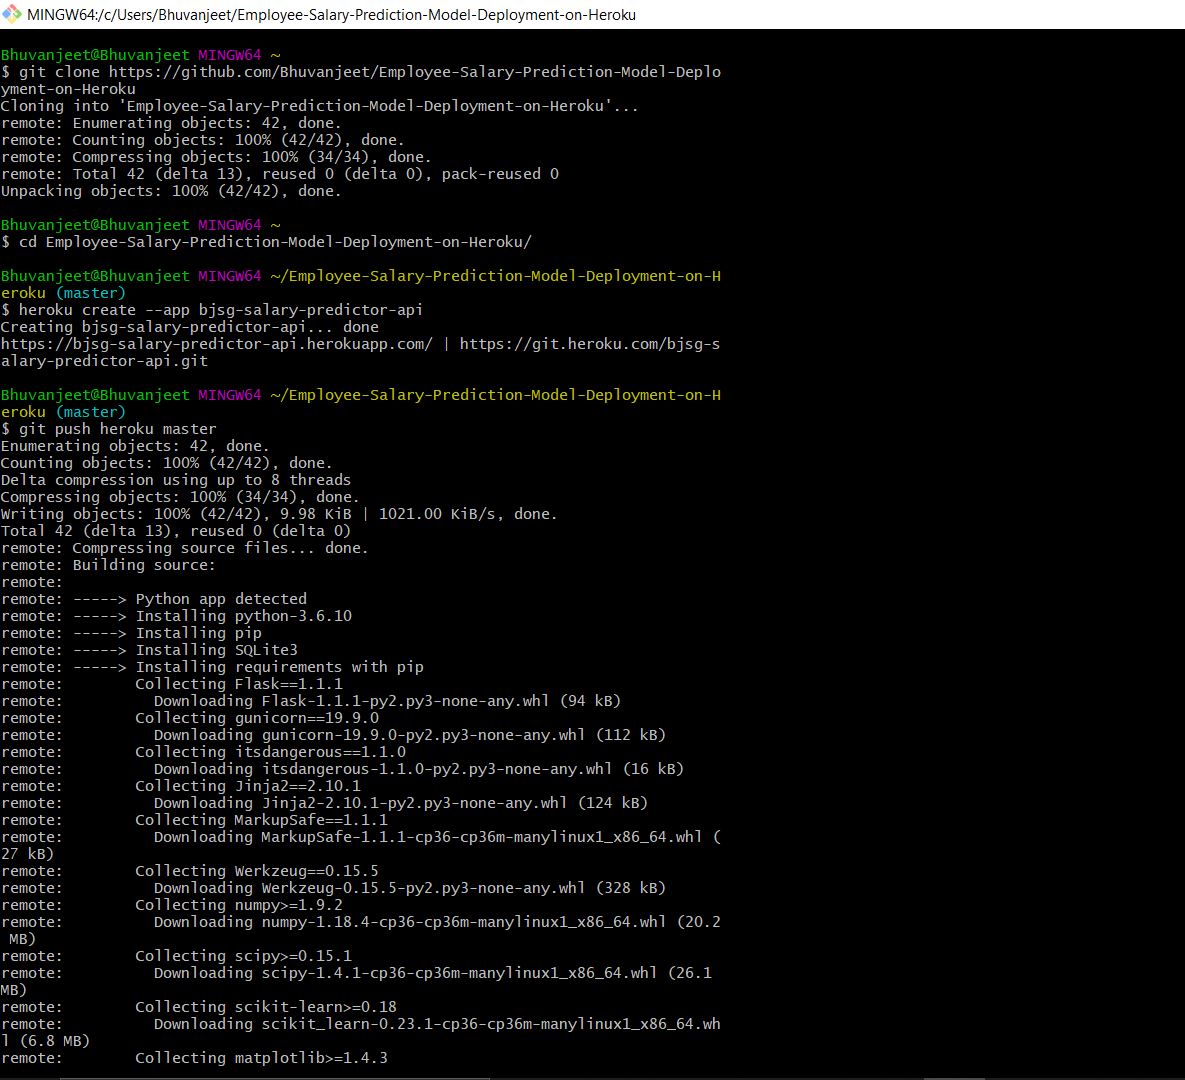 MINGW64:/c/Users/Bhuvanjeet/Employee-Salary-Prediction-Model-Deployment-on-Heroku
Bhuvanjeet@Bhuvanjeet MINGW64 ~
$ git clone https://github.com/Bhuvanjeet/Employee-Salary-Prediction-Model-Deplo
yment-on-Heroku
Cloning into 'Employee-Salary-Prediction-Model-Deployment-on-Heroku'...
remote: Enumerating objects: 42, done.
remote: Counting objects: 100% (42/42), done.
remote: Compressing objects: 100% (34/34), done.
remote: Total 42 (delta 13), reused 0 (delta 0), pack-reused 0
Unpacking objects: 100% (42/42), done.
Bhuvanjeet@Bhuvanjeet MINGW64 ~
$ cd Employee-Salary-Prediction-Model-Deployment-on-Heroku/
Bhuvanjeet@Bhuvanjeet MINGW64 ~/Employee-Salary-Prediction-Model-Deployment-on-H
eroku (master)
$ heroku create --app bjsg-salary-predictor-api
Creating bjsg-salary-predictor-api... done
https://bjsg-salary-predictor-api.herokuapp.com/ | https://git.heroku.com/bjsg-s
alary-predictor-api.git
Bhuvanjeet@Bhuvanjeet MINGW64 ~/Employee-Salary-Prediction-Model-Deployment-on-H
eroku (master)
$ git push heroku master
Enumerating objects: 42, done.
Counting objects: 100% (42/42), done.
Delta compression using up to 8 threads
Compressing objects: 100% (34/34), done.
Writing objects: 100% (42/42), 9.98 KiB | 1021.00 KiB/s, done.
Total 42 (delta 13), reused 0 (delta 0)
remote: Compressing source files... done.
remote: Building source:
remote:
remote: -----> Python app detected
remote: -----> Installing python-3.6.10
remote: -----> Installing pip
remote: -----> Installing SQLite3
remote: -----> Installing requirements with pip
remote:        Collecting Flask==1.1.1
remote:          Downloading Flask-1.1.1-py2.py3-none-any.whl (94 kB)
remote:        Collecting gunicorn==19.9.0
remote:          Downloading gunicorn-19.9.0-py2.py3-none-any.whl (112 kB)
remote:        Collecting itsdangerous==1.1.0
remote:          Downloading itsdangerous-1.1.0-py2.py3-none-any.whl (16 kB)
remote:        Collecting Jinja2==2.10.1
remote:          Downloading Jinja2-2.10.1-py2.py3-none-any.whl (124 kB)
remote:        Collecting MarkupSafe==1.1.1
remote:          Downloading MarkupSafe-1.1.1-cp36-cp36m-manylinux1_x86_64.whl (
27 kB)
remote:        Collecting Werkzeug==0.15.5
remote:          Downloading Werkzeug-0.15.5-py2.py3-none-any.whl (328 kB)
remote:        Collecting numpy>=1.9.2
remote:          Downloading numpy-1.18.4-cp36-cp36m-manylinux1_x86_64.whl (20.2
 MB)
remote:        Collecting scipy>=0.15.1
remote:          Downloading scipy-1.4.1-cp36-cp36m-manylinux1_x86_64.whl (26.1
MB)
remote:        Collecting scikit-learn>=0.18
remote:          Downloading scikit_learn-0.23.1-cp36-cp36m-manylinux1_x86_64.wh
l (6.8 MB)
remote:        Collecting matplotlib>=1.4.3